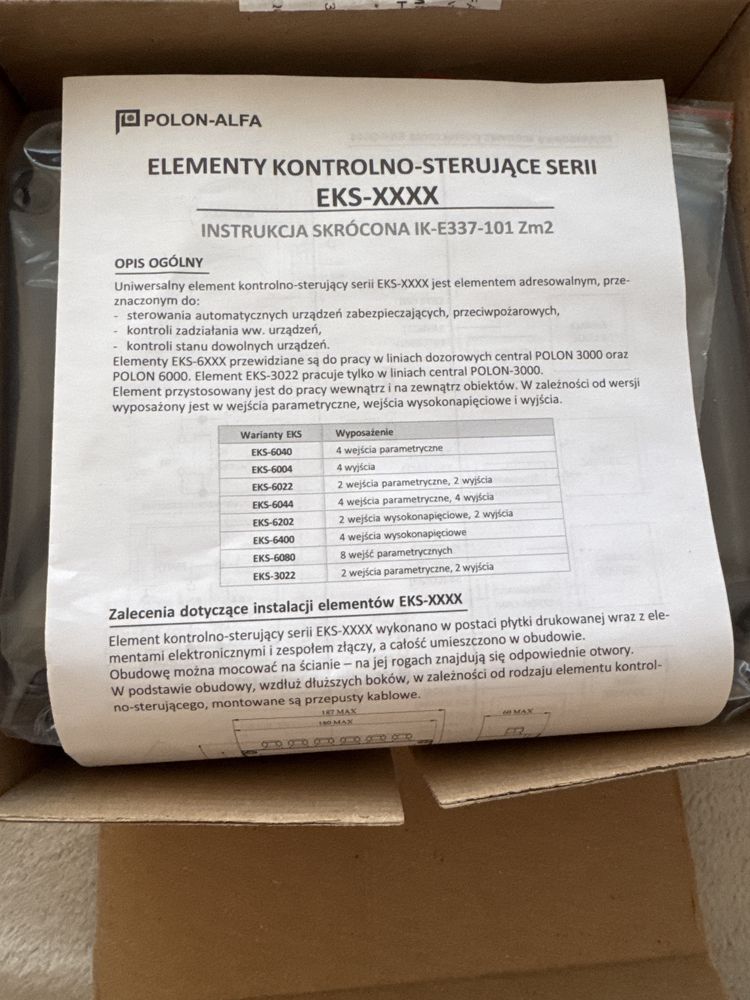 POLON-ALFA
ELEMENTY KONTROLNO-STERUJĄCE SERII
EKS-XXXX
INSTRUKCJA SKRÓCONA IK-E337-101 Zm2
OPIS OGÓLNY
Uniwersalny element kontrolno-sterujący serii EKS-XXXX jest elementem adresowalnym, prze-
znaczonym do:
- sterowania automatycznych urządzeń zabezpieczających, przeciwpożarowych,
- kontroli zadziałania ww. urządzeń,
- kontroli stanu dowolnych urządzeń.
Elementy EKS-6XXX przewidziane są do pracy w liniach dozorowych central POLON 3000 oraz
POLON 6000. Element EKS-3022 pracuje tylko w liniach central POLON-3000.
Element przystosowany jest do pracy wewnątrz i na zewnątrz obiektów. W zależności od wersji
wyposażony jest w wejścia parametryczne, wejścia wysokonapięciowe i wyjścia.
Warianty EKS Wyposażenie
EKS-6040 4 wejścia parametryczne
EKS-6004 4 wyjścia
EKS-6022 2 wejścia parametryczne, 2 wyjścia
EKS-6044 4 wejścia parametryczne, 4 wyjścia
EKS-6202 2 wejścia wysokonapięciowe, 2 wyjścia
EKS-6400 4 wejścia wysokonapięciowe
EKS-6080 8 wejść parametrycznych
EKS-3022 2 wejścia parametryczne, 2 wyjścia
Zalecenia dotyczące instalacji elementów EKS-XXXX
Element kontrolno-sterujący serii EKS-XXXX wykonano w postaci płytki drukowanej wraz z ele-
mentami elektronicznymi i zespołem złączy, a całość umieszczono w obudowie.
Obudowę można mocować na ścianie – na jej rogach znajdują się odpowiednie otwory.
W podstawie obudowy, wzdłuż dłuższych boków, w zależności od rodzaju elementu kontrol-
no-sterującego, montowane są przepusty kablowe.
187 MAX
180 MAX
60 MAX